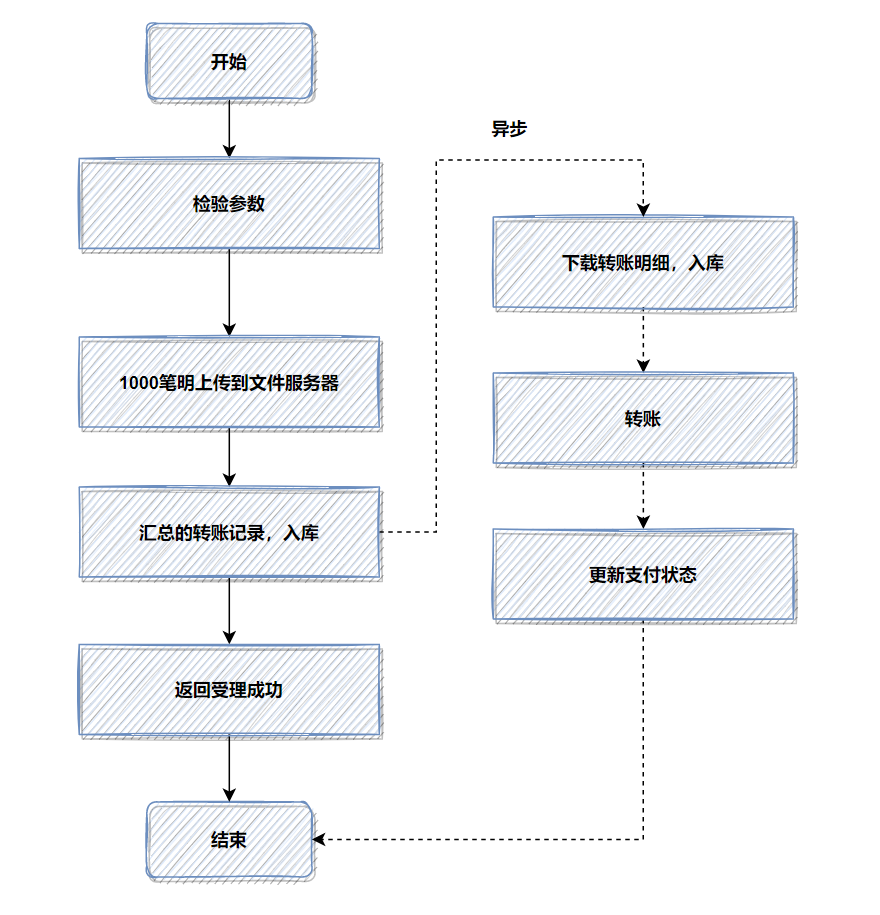 开始
检验参数
1000笔明上传到文件服务器
汇总的转账记录，入库
返回受理成功
结束
异步
下载转账明细，入库
转账
更新支付状态